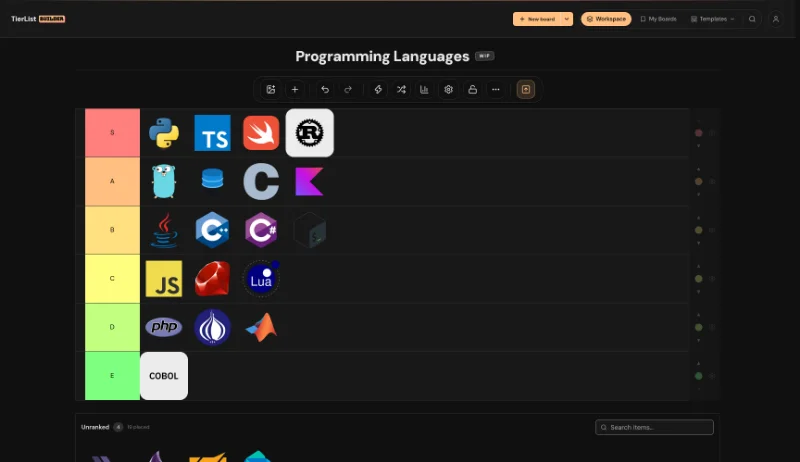 TierList BUILDER
New board
Workspace
My Boards
Templates
Programming Languages WIP
S
TS
A
B
C++
C#
C
JS
Lua
D
php
E
COBOL
Unranked 4
Search items...